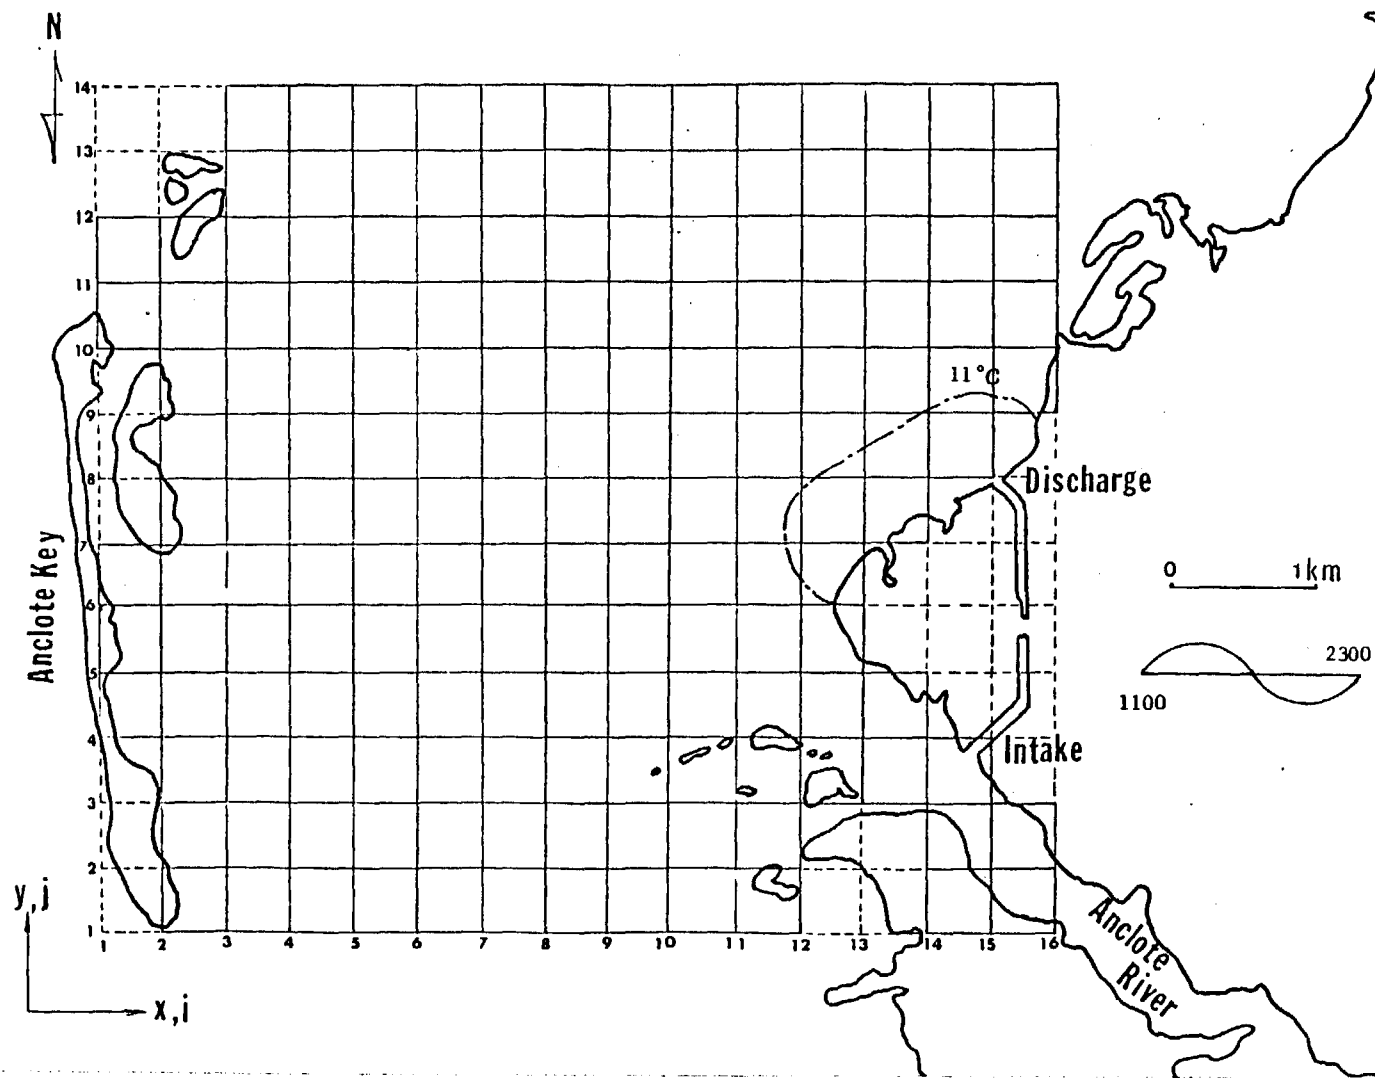 N
14
13
12
11
10
9
8
7
6
5
4
3
2
1
11°C
Discharge
Anclote Key
0 1km
2300
1100
Intake
y,j
x,i
1 2 3 4 5 6 7 8 9 10 11 12 13 14 15 16
Anclote
River